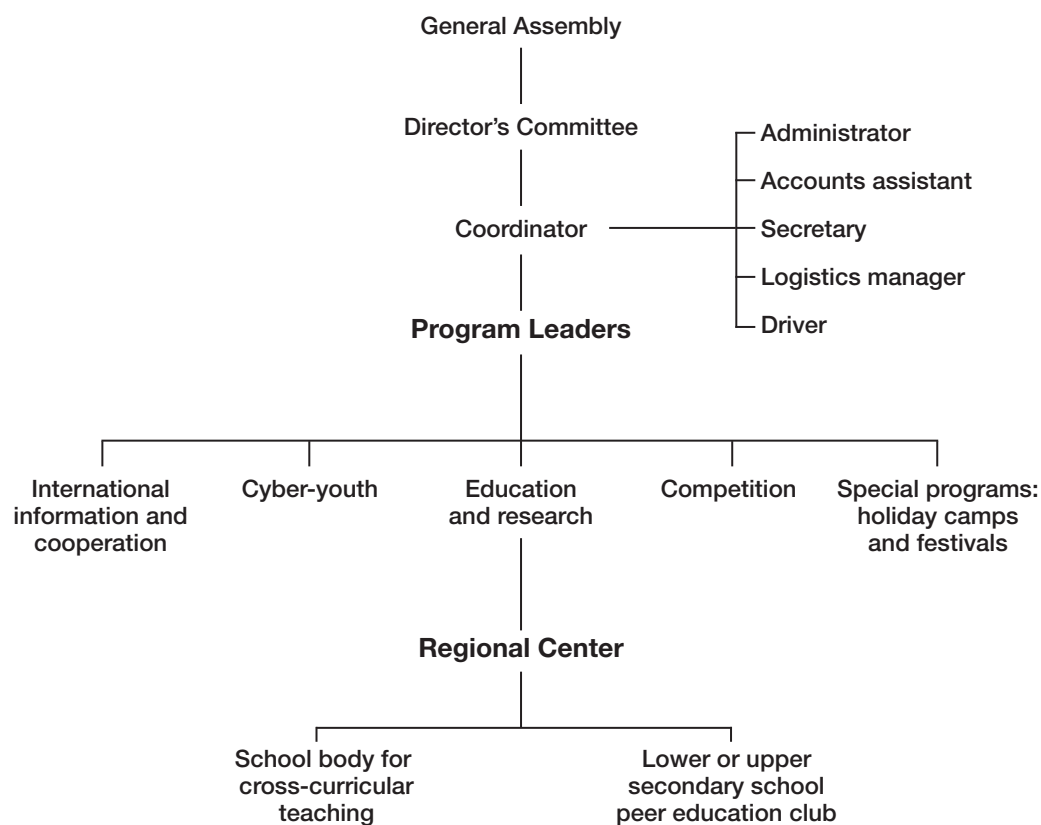 General Assembly
Director’s Committee
Administrator
Accounts assistant
Coordinator
Secretary
Logistics manager
Program Leaders
Driver
International
information and
cooperation
Cyber-youth
Education
and research
Competition
Special programs:
holiday camps
and festivals
Regional Center
School body for
cross-curricular
teaching
Lower or upper
secondary school
peer education club